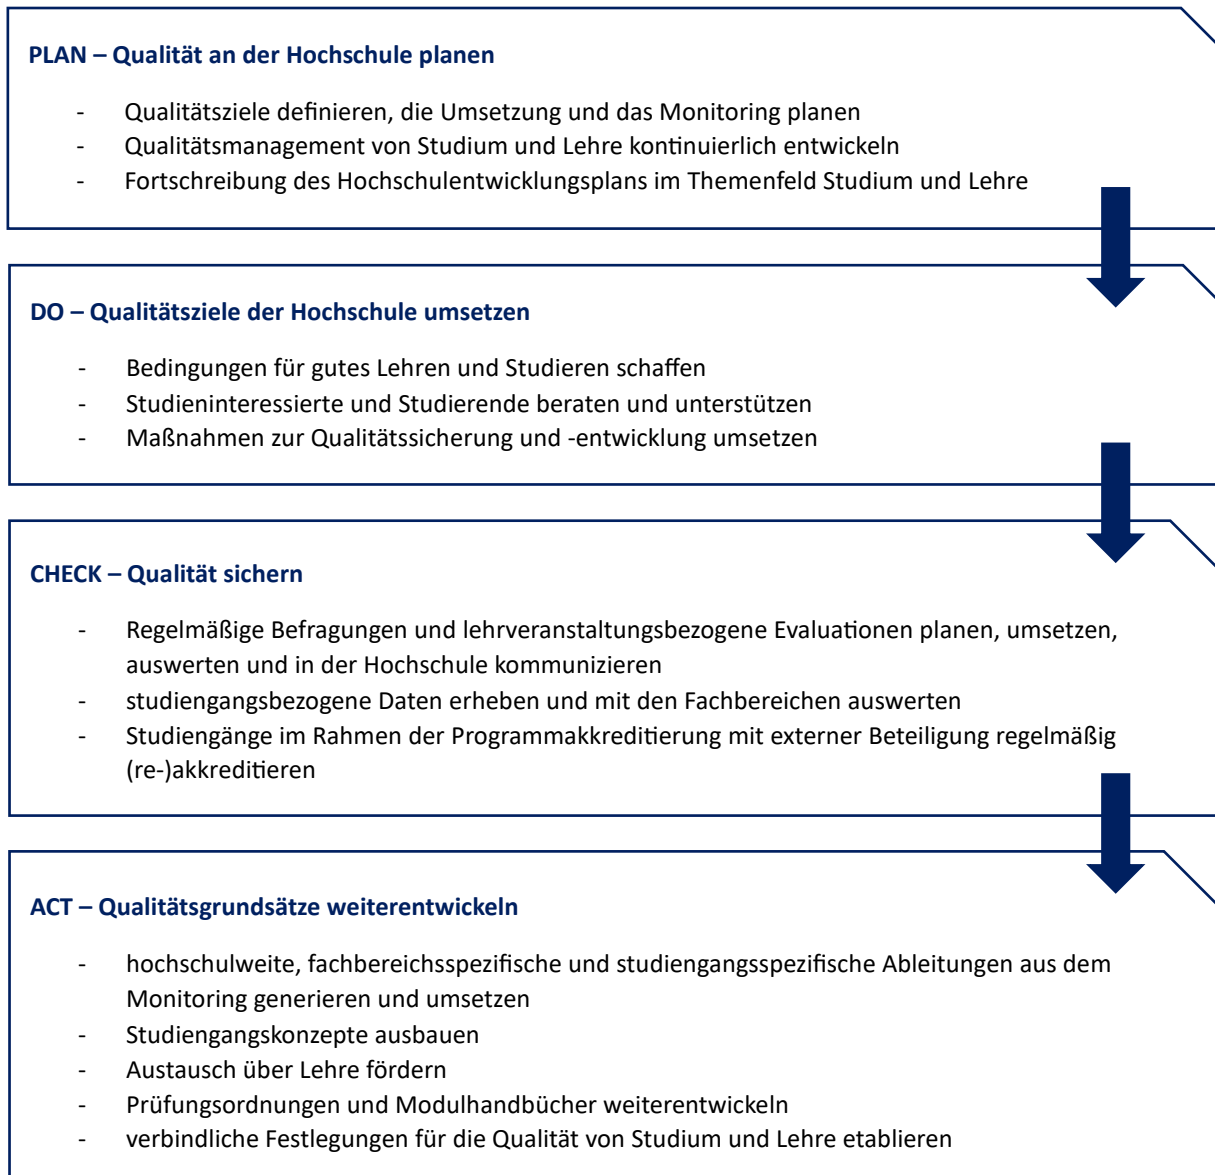 PLAN – Qualität an der Hochschule planen
- Qualitätsziele definieren, die Umsetzung und das Monitoring planen
- Qualitätsmanagement von Studium und Lehre kontinuierlich entwickeln
- Fortschreibung des Hochschulentwicklungsplans im Themenfeld Studium und Lehre
DO – Qualitätsziele der Hochschule umsetzen
- Bedingungen für gutes Lehren und Studieren schaffen
- Studieninteressierte und Studierende beraten und unterstützen
- Maßnahmen zur Qualitätssicherung und -entwicklung umsetzen
CHECK – Qualität sichern
- Regelmäßige Befragungen und lehrveranstaltungsbezogene Evaluationen planen, umsetzen,
auswerten und in der Hochschule kommunizieren
- studiengangsbezogene Daten erheben und mit den Fachbereichen auswerten
- Studiengänge im Rahmen der Programmakkreditierung mit externer Beteiligung regelmäßig
(re-)akkreditieren
ACT – Qualitätsgrundsätze weiterentwickeln
- hochschulweite, fachbereichsspezifische und studiengangsspezifische Ableitungen aus dem
Monitoring generieren und umsetzen
- Studiengangskonzepte ausbauen
- Austausch über Lehre fördern
- Prüfungsordnungen und Modulhandbücher weiterentwickeln
- verbindliche Festlegungen für die Qualität von Studium und Lehre etablieren